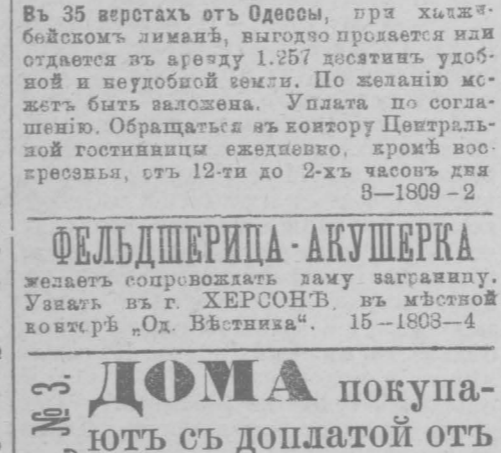 Въ 35 верстахъ отъ Одессы, при хаджи-
бейскомъ лиманѣ, выгодно продается или
отдается въ аренду 1.257 десятинъ удоб-
ной и неудобной земли. По желанію мо-
жетъ быть заложена. Уплата по согла-
шенію. Обращаться въ контору Централь-
ной гостинницы ежедневно, кромѣ вос-
кресенья, отъ 12-ти до 2-хъ часовъ дня
3—1809-2
ФЕЛЬДШЕРИЦА-АКУШЕРКА
желаетъ сопровождать даму заграницу.
Узнать въ г. ХЕРСОНѢ, въ мѣстной
конторѣ „Од. Вѣстника“. 15—1803—4
№ 3.
ДОМА покупа-
ютъ съ доплатой отъ